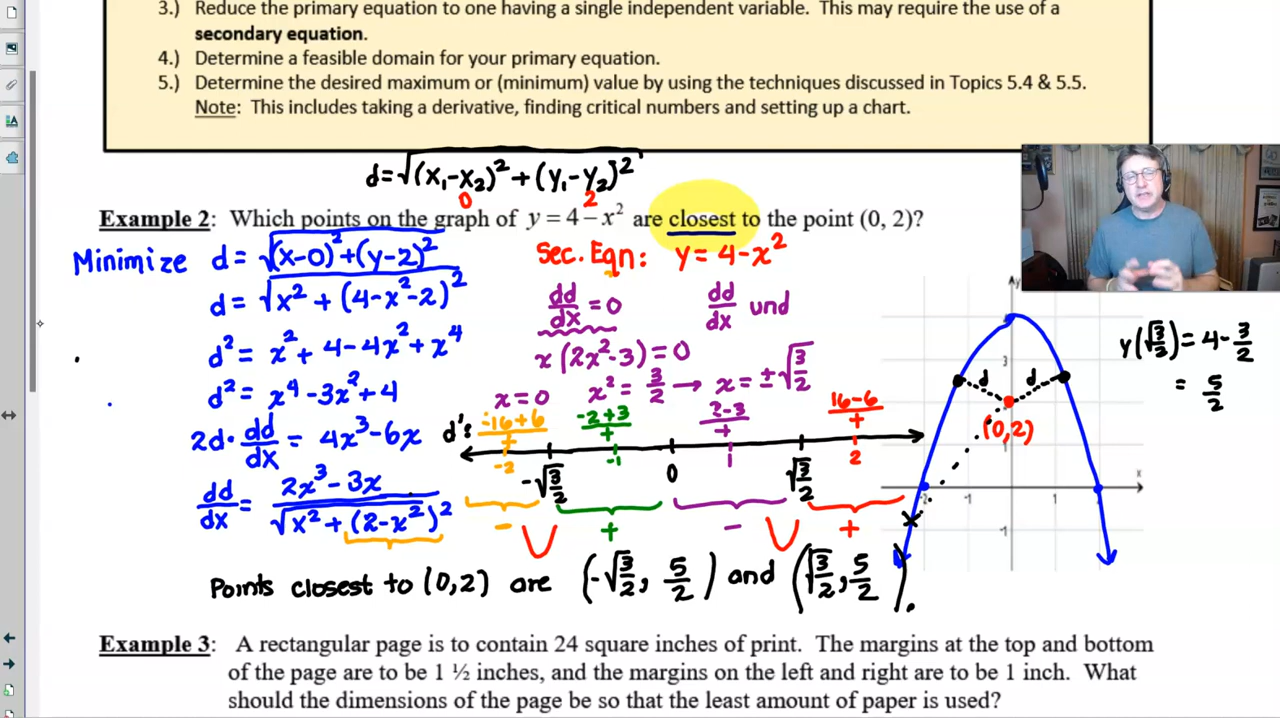 3.) Reduce the primary equation to one having a single independent variable. This may require the use of a
secondary equation.
4.) Determine a feasible domain for your primary equation.
5.) Determine the desired maximum or (minimum) value by using the techniques discussed in Topics 5.4 & 5.5.
Note: This includes taking a derivative, finding critical numbers and setting up a chart.
d=√(x₁-x₂)²+(y₁-y₂)²
0 2
Example 2: Which points on the graph of y = 4 − x² are closest to the point (0, 2)?
Minimize d = √(x-0)²+(y-2)²
Sec. Eqn: y = 4-x²
d = √x² + (4-x²-2)²
dd/dx = 0 dd/dx und
d² = x² + 4-4x² + x⁴
x(2x²-3) = 0
d² = x⁴ -3x² + 4
x=0 x² = 3/2 → x = ±√3/2
2d · dd/dx = 4x³-6x
d's: -16+6/+ -2+3/+ 2-3/+ 16-6/+
-2 -√3/2 -1 0 1 √3/2 2
dd/dx = 2x³-3x/√x² + (2-x²)²
- + - +
y(√3/2) = 4 - 3/2
= 5/2
y
3
d d
(0,2)
1
x
-2 -1 1
-1
Points closest to (0,2) are (-√3/2, 5/2) and (√3/2, 5/2).
Example 3: A rectangular page is to contain 24 square inches of print. The margins at the top and bottom
of the page are to be 1 ½ inches, and the margins on the left and right are to be 1 inch. What
should the dimensions of the page be so that the least amount of paper is used?